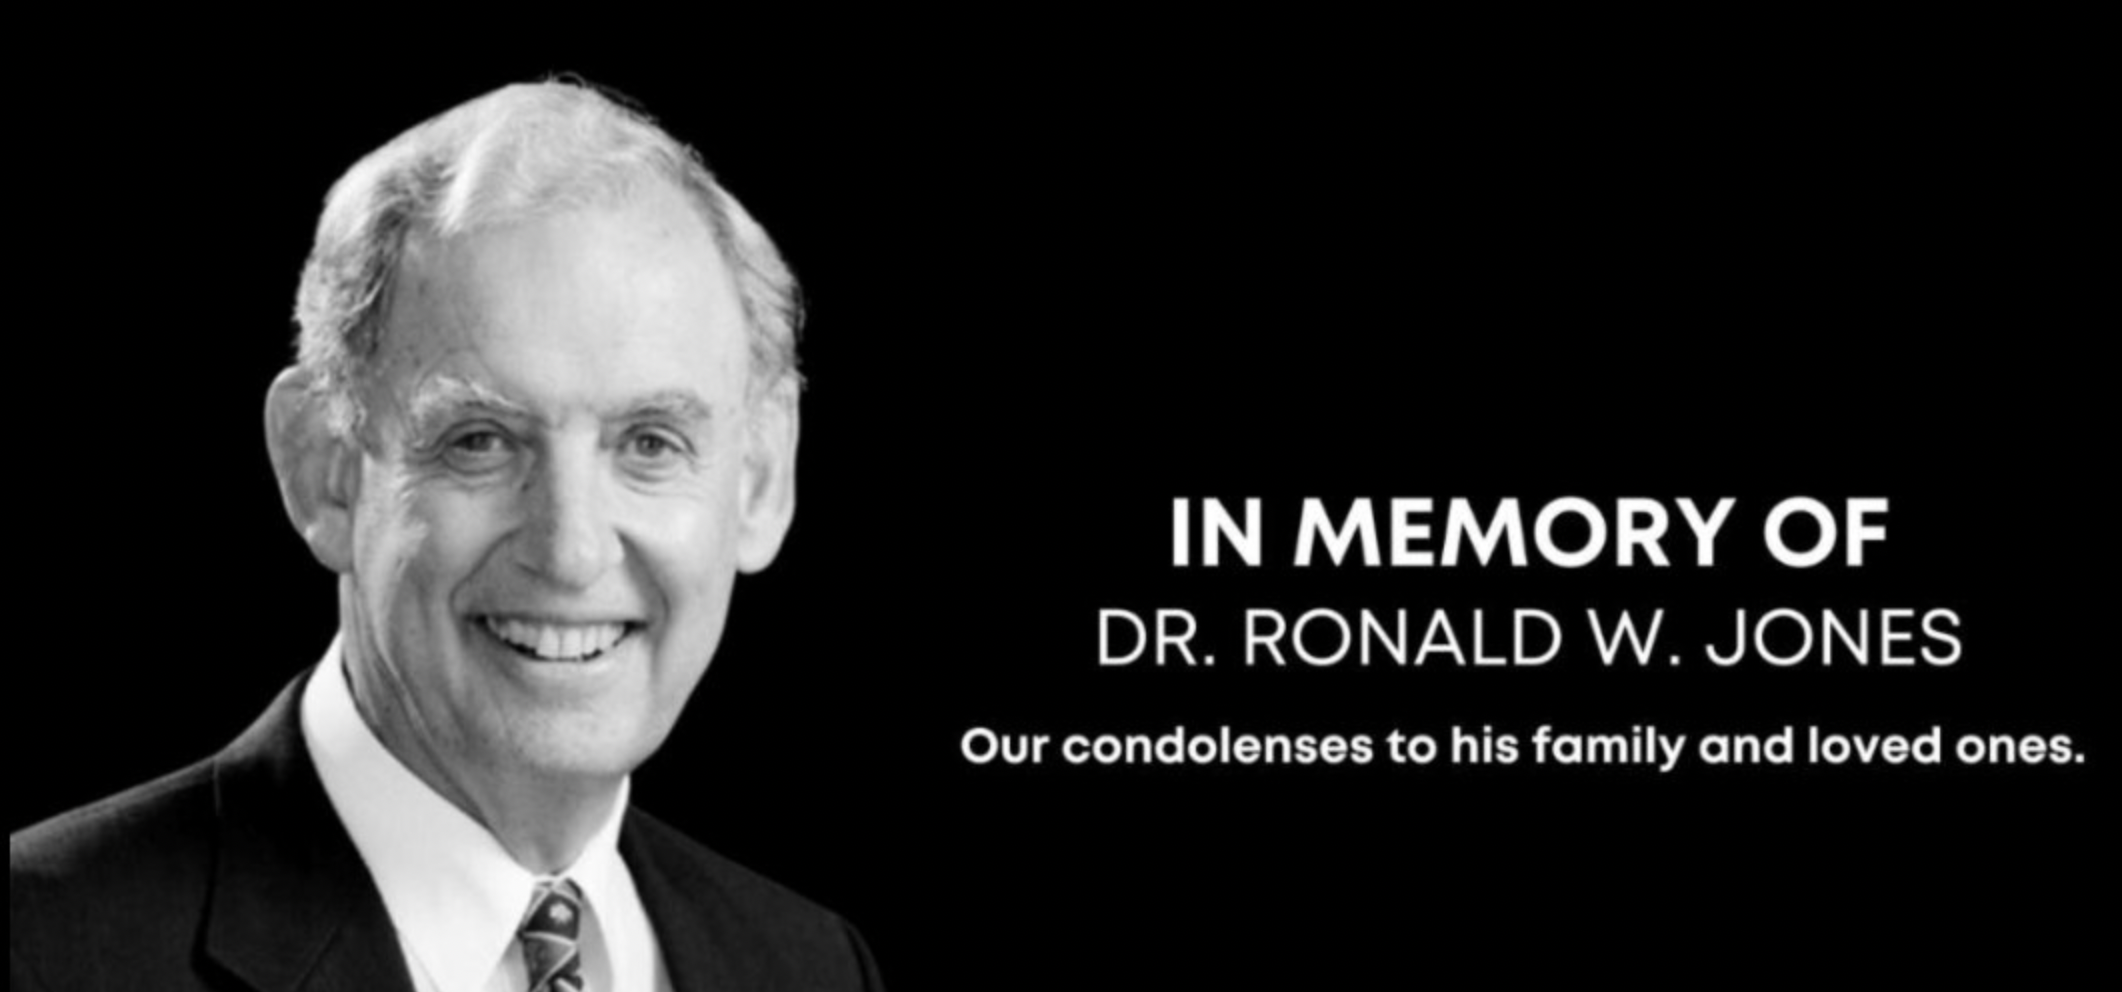 IN MEMORY OF
DR. RONALD W. JONES
Our condolenses to his family and loved ones.